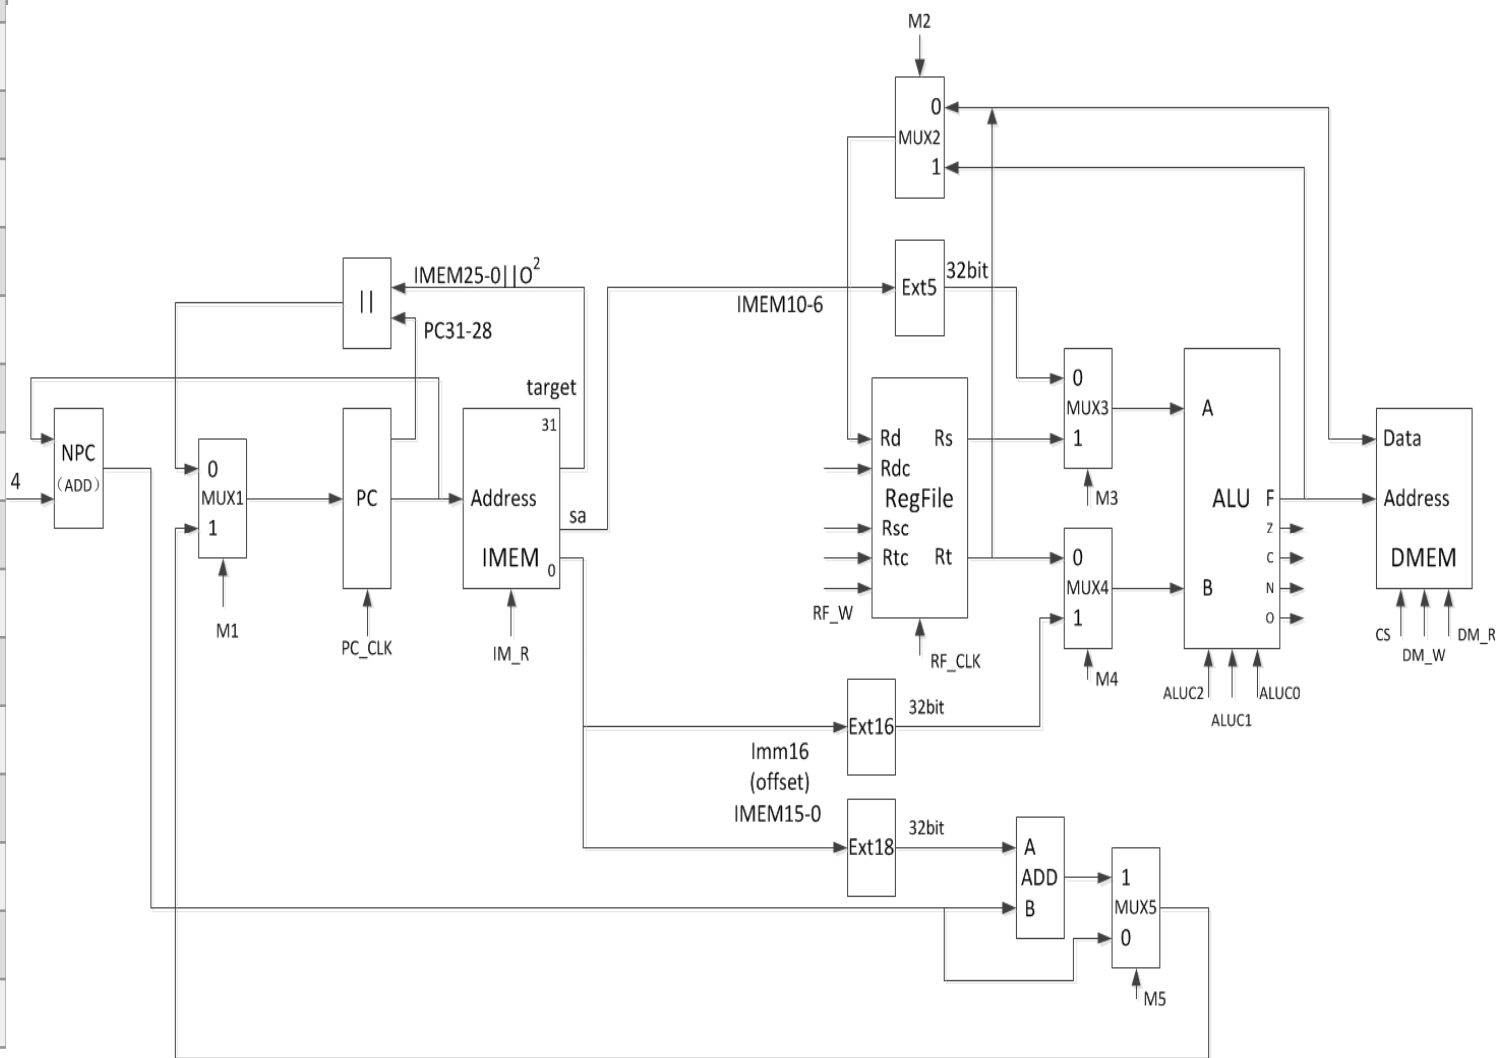 M2
0
MUX2
1
IMEM25-0||O2
||
PC31-28
Ext5
32bit
IMEM10-6
target
31
NPC
(ADD)
4
0
MUX1
1
M1
PC
PC_CLK
Address
sa
IMEM
0
IM_R
Rd
Rs
Rdc
RegFile
Rsc
Rtc
Rt
RF_W
RF_CLK
0
MUX3
1
M3
0
MUX4
1
M4
A
ALU
F
Z
C
B
N
O
ALUC2
ALUC0
ALUC1
Data
Address
DMEM
CS
DM_R
DM_W
Ext16
32bit
Imm16
(offset)
IMEM15-0
Ext18
32bit
A
ADD
B
1
MUX5
0
M5